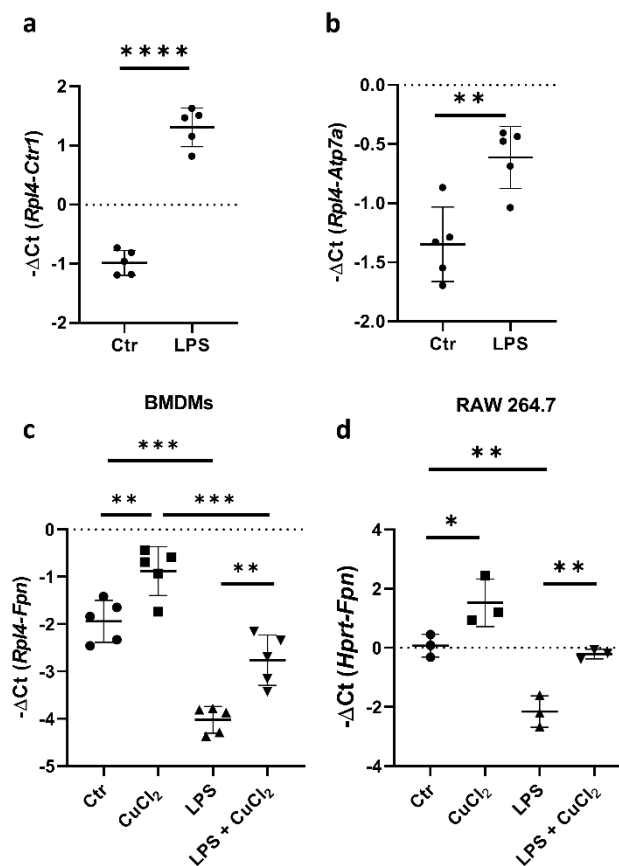 a
****
-ΔCt (Rpl4-Ctr1)
2
1
0
-1
-2
Ctr
LPS
b
**
-ΔCt (Rpl4-Atp7a)
0.0
-0.5
-1.0
-1.5
-2.0
Ctr
LPS
c
BMDMs
***
**
***
**
-ΔCt (Rpl4-Fpn)
0
-1
-2
-3
-4
-5
Ctr
CuCl₂
LPS
LPS + CuCl₂
d
RAW 264.7
**
*
**
-ΔCt (Hprt-Fpn)
4
2
0
-2
-4
Ctr
CuCl₂
LPS
LPS + CuCl₂